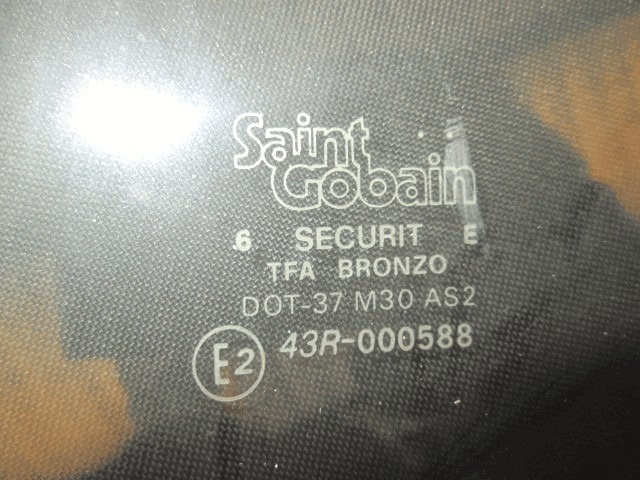 Saint
Gobain
.6 SECURIT E
TFA BRONZO
DOT-37 M30 AS2
E2 43R-000588